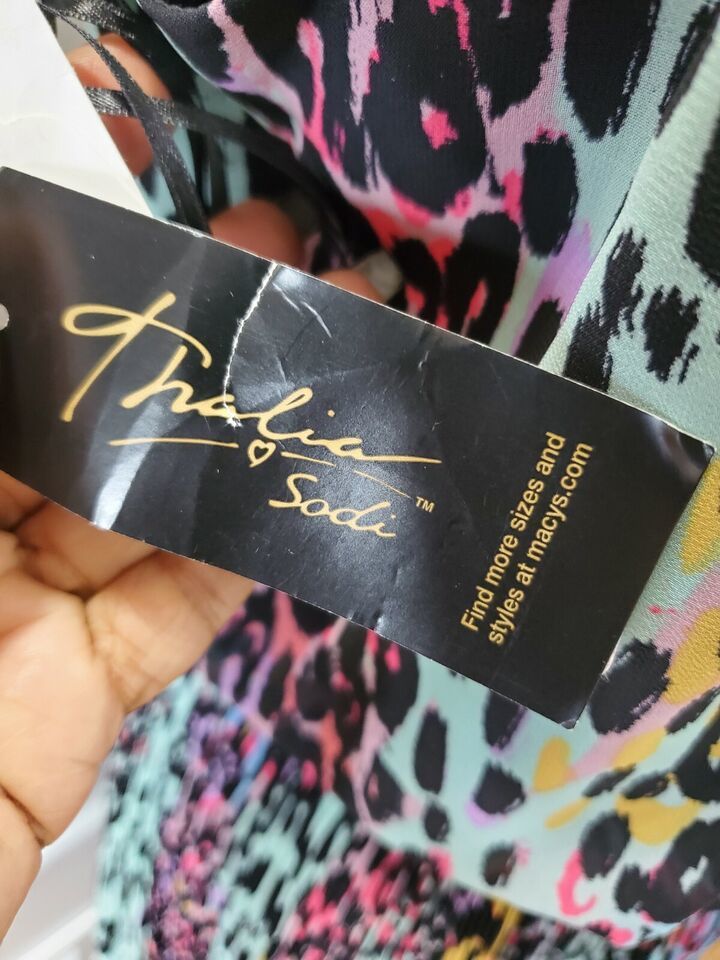 Thalia
Sodi™
Find more sizes and
styles at macys.com